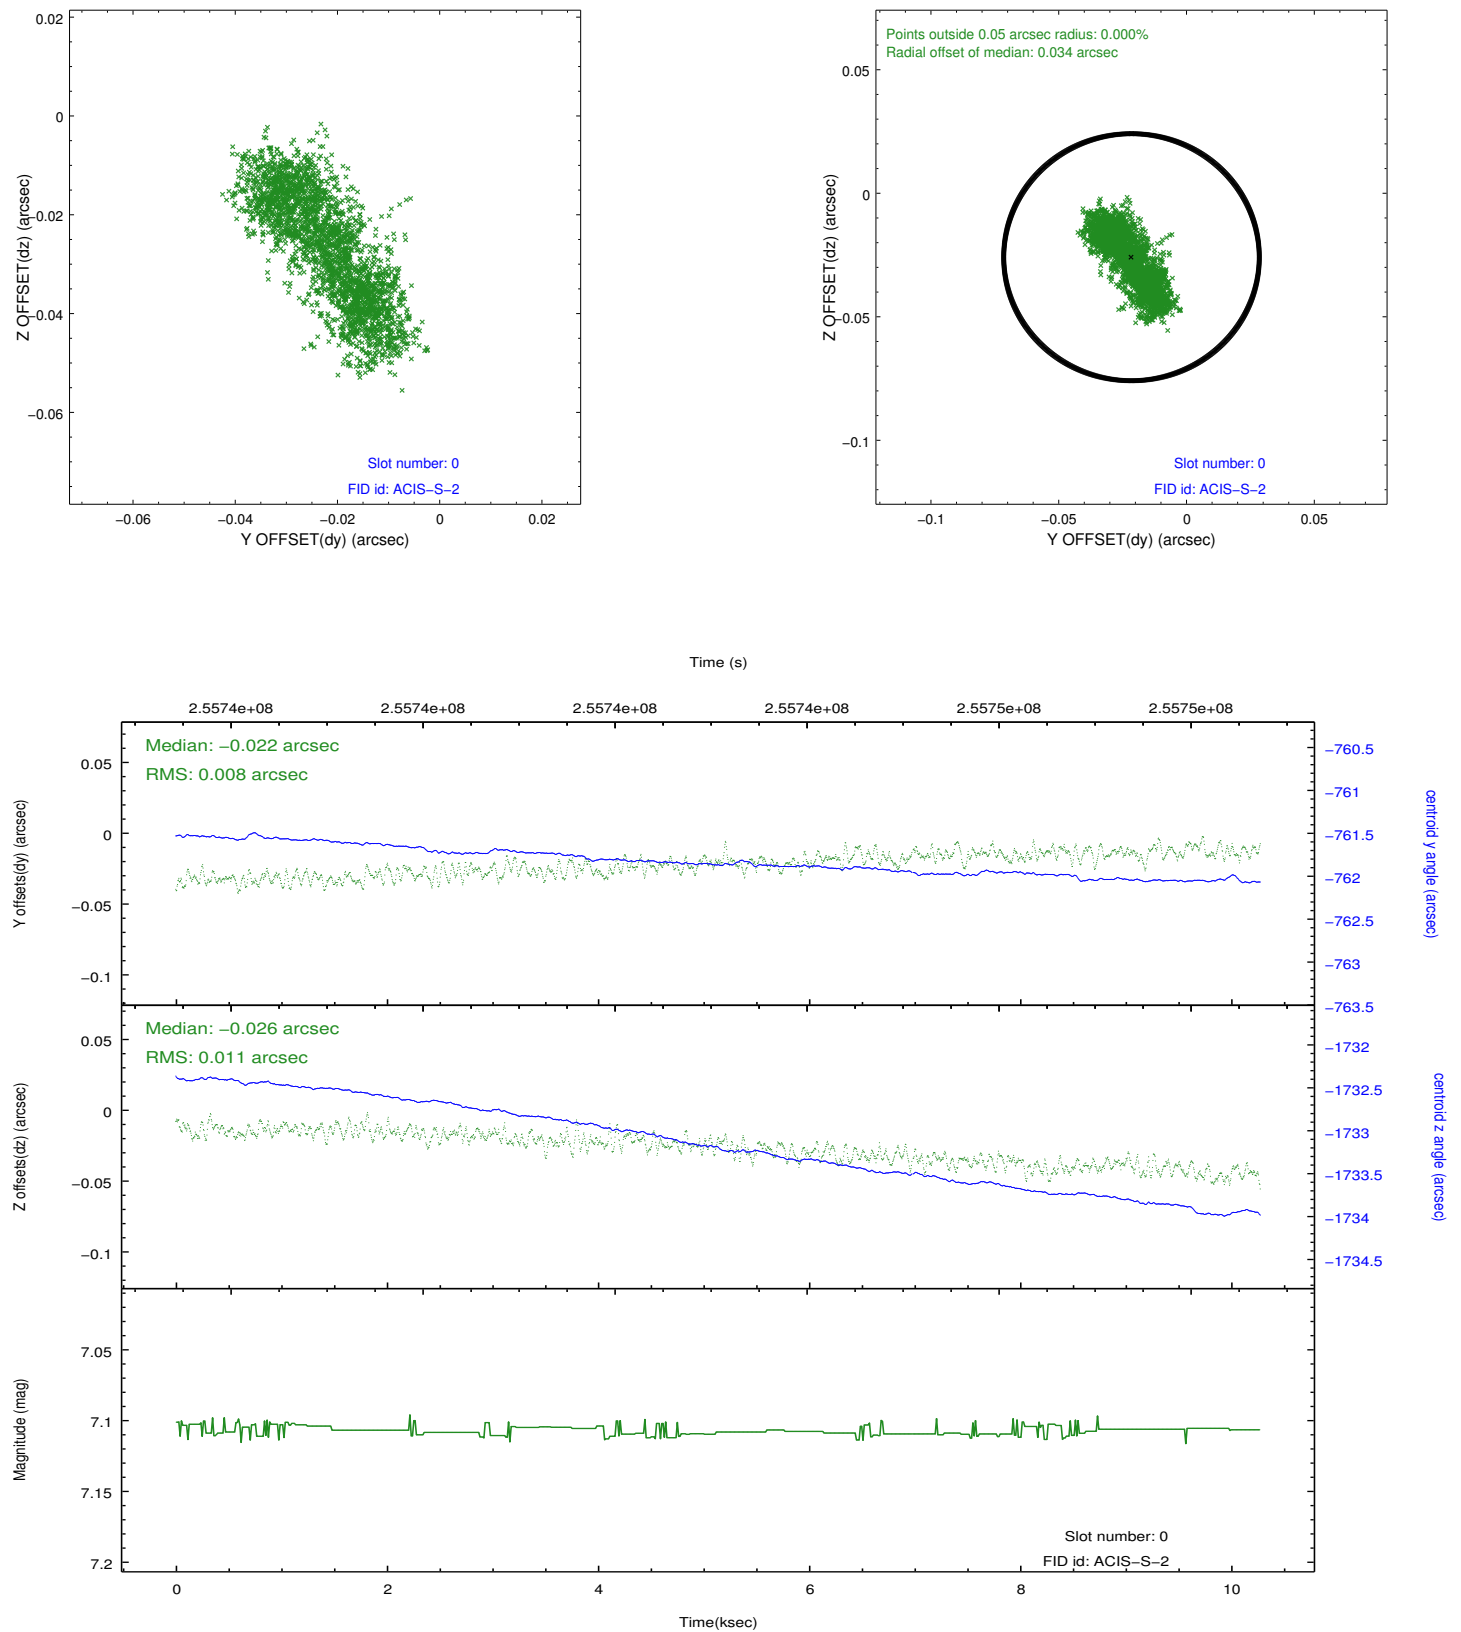 0.02
0
−0.02
−0.04
−0.06
Z OFFSET(dz) (arcsec)
Slot number: 0
FID id: ACIS−S−2
−0.06
−0.04
−0.02
0
0.02
Y OFFSET(dy) (arcsec)
Points outside 0.05 arcsec radius: 0.000%
Radial offset of median: 0.034 arcsec
0.05
0
−0.05
−0.1
Z OFFSET(dz) (arcsec)
Slot number: 0
FID id: ACIS−S−2
−0.1
−0.05
0
0.05
Y OFFSET(dy) (arcsec)
Time (s)
2.5574e+08
2.5574e+08
2.5574e+08
2.5574e+08
2.5575e+08
2.5575e+08
Median: −0.022 arcsec
RMS: 0.008 arcsec
0.05
0
−0.05
−0.1
Y offsets(dy) (arcsec)
−760.5
−761
−761.5
−762
−762.5
−763
−763.5
centroid y angle (arcsec)
Median: −0.026 arcsec
RMS: 0.011 arcsec
0.05
0
−0.05
−0.1
Z offsets(dz) (arcsec)
−1732
−1732.5
−1733
−1733.5
−1734
−1734.5
centroid z angle (arcsec)
7.05
7.1
7.15
7.2
Magnitude (mag)
Slot number: 0
FID id: ACIS−S−2
0
2
4
6
8
10
Time(ksec)